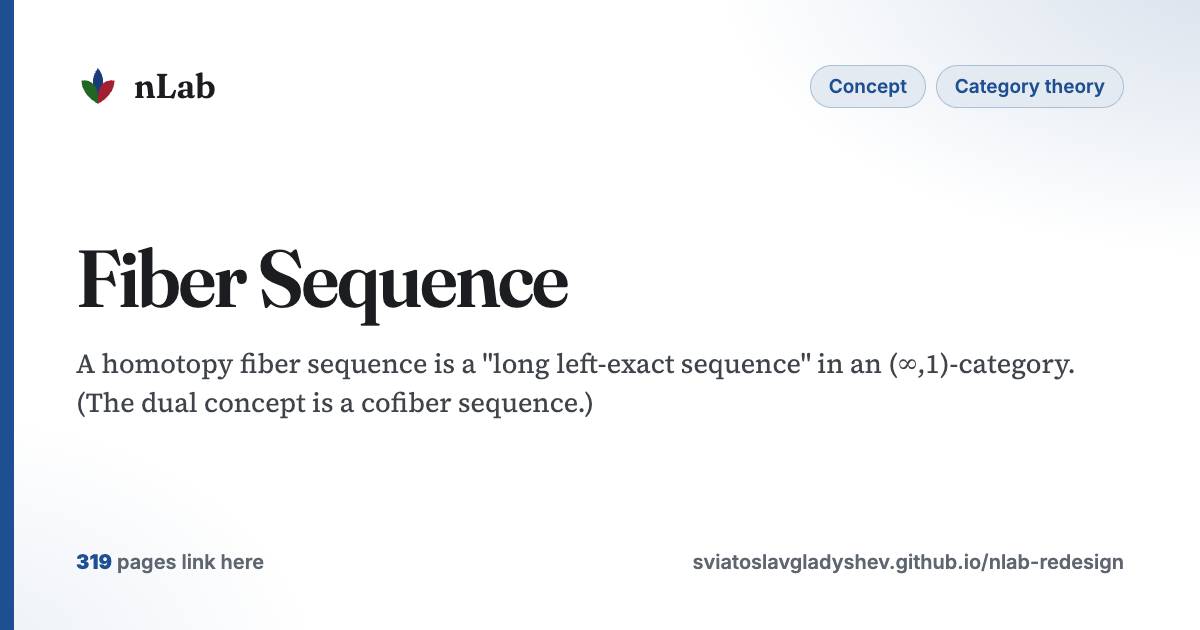 nLab
Concept
Category theory
Fiber Sequence
A homotopy fiber sequence is a "long left-exact sequence" in an (∞,1)-category.
(The dual concept is a cofiber sequence.)
319 pages link here
sviatoslavgladyshev.github.io/nlab-redesign